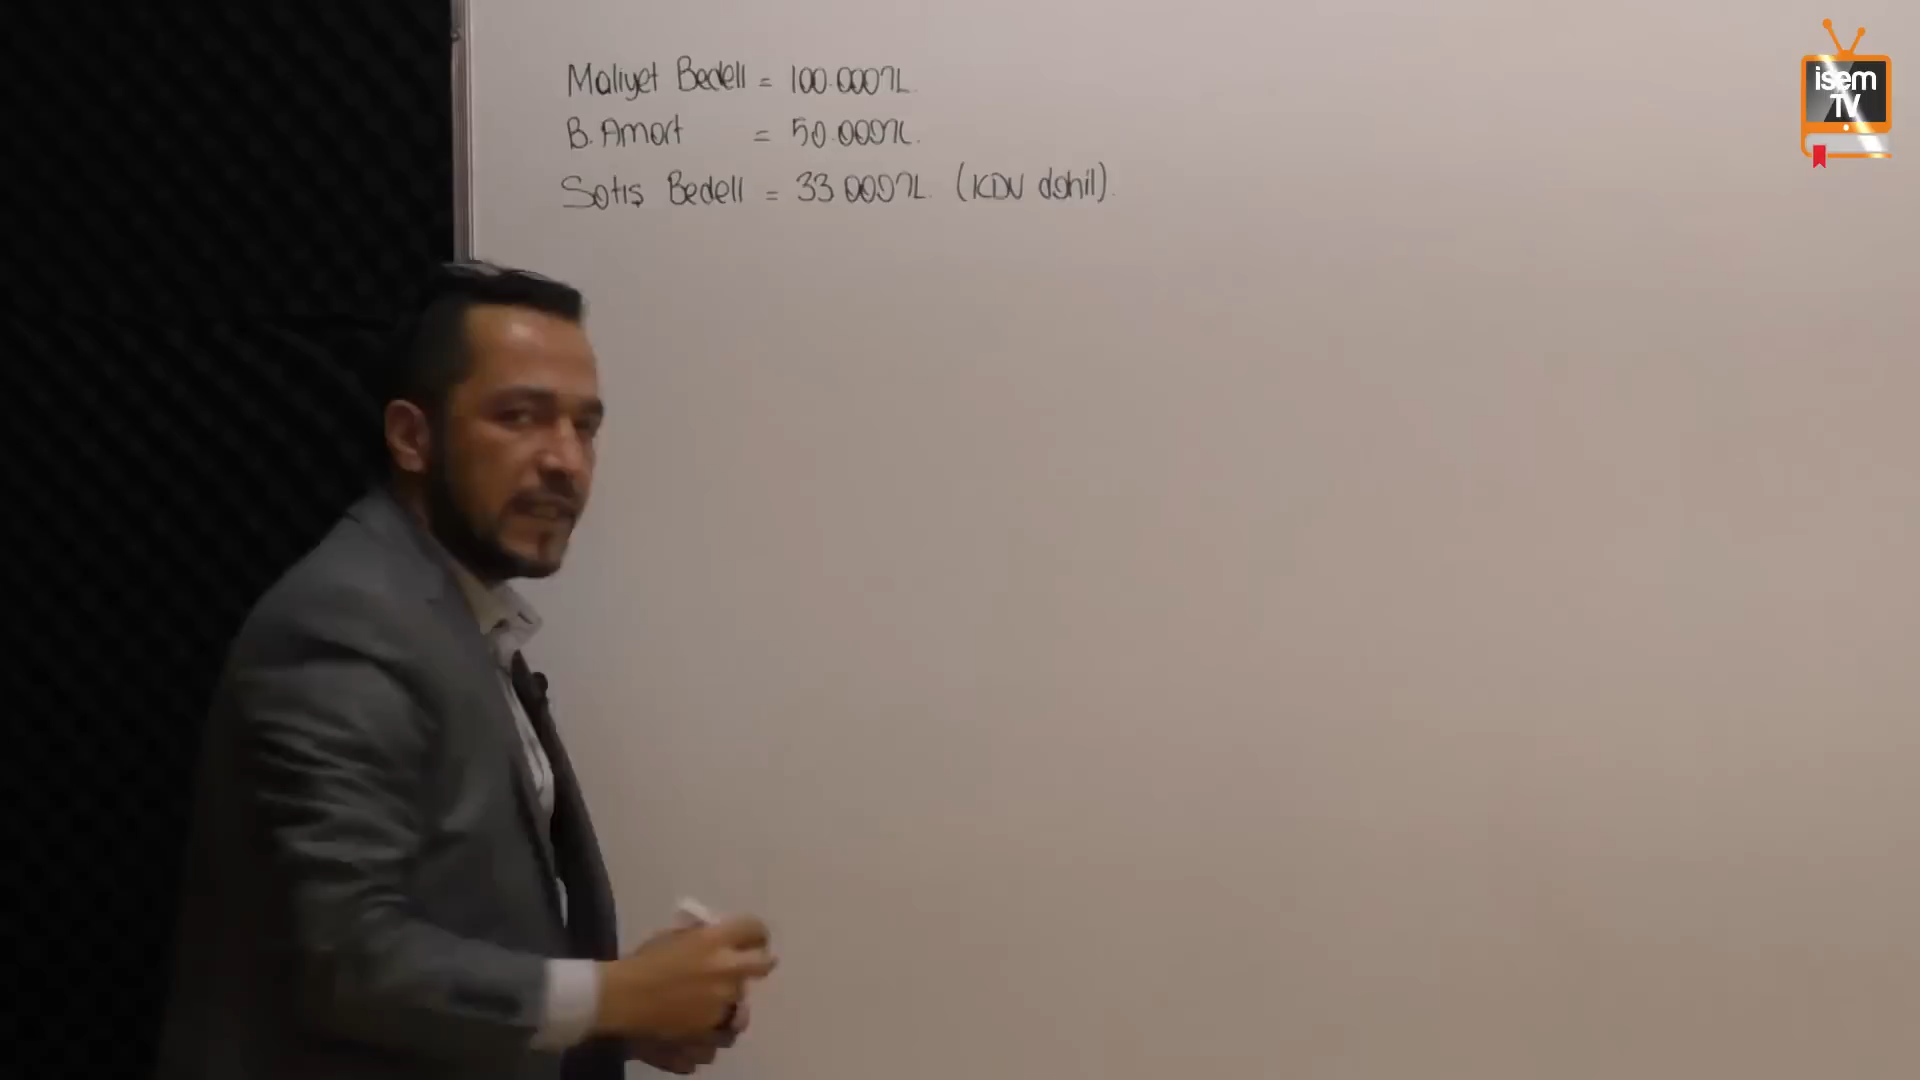 Maliyet Bedeli = 100.000TL.
B. Amort = 50.000TL.
Satış Bedeli = 33 000TL. (KDV dahil).
isem
TV